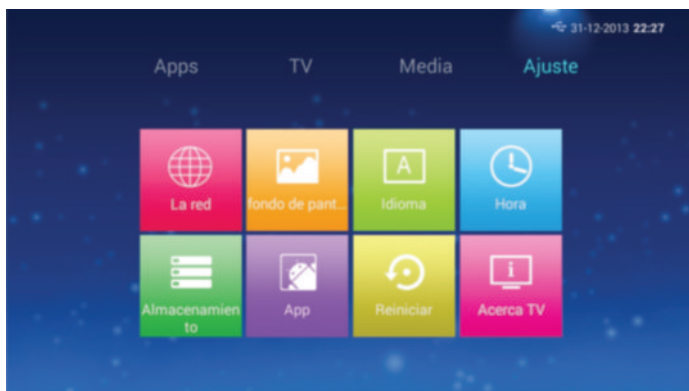 31-12-2013 22:27
Apps TV Media Ajuste
La red fondo de pant... Idioma Hora
Almacenamien
to
App Reiniciar Acerca TV